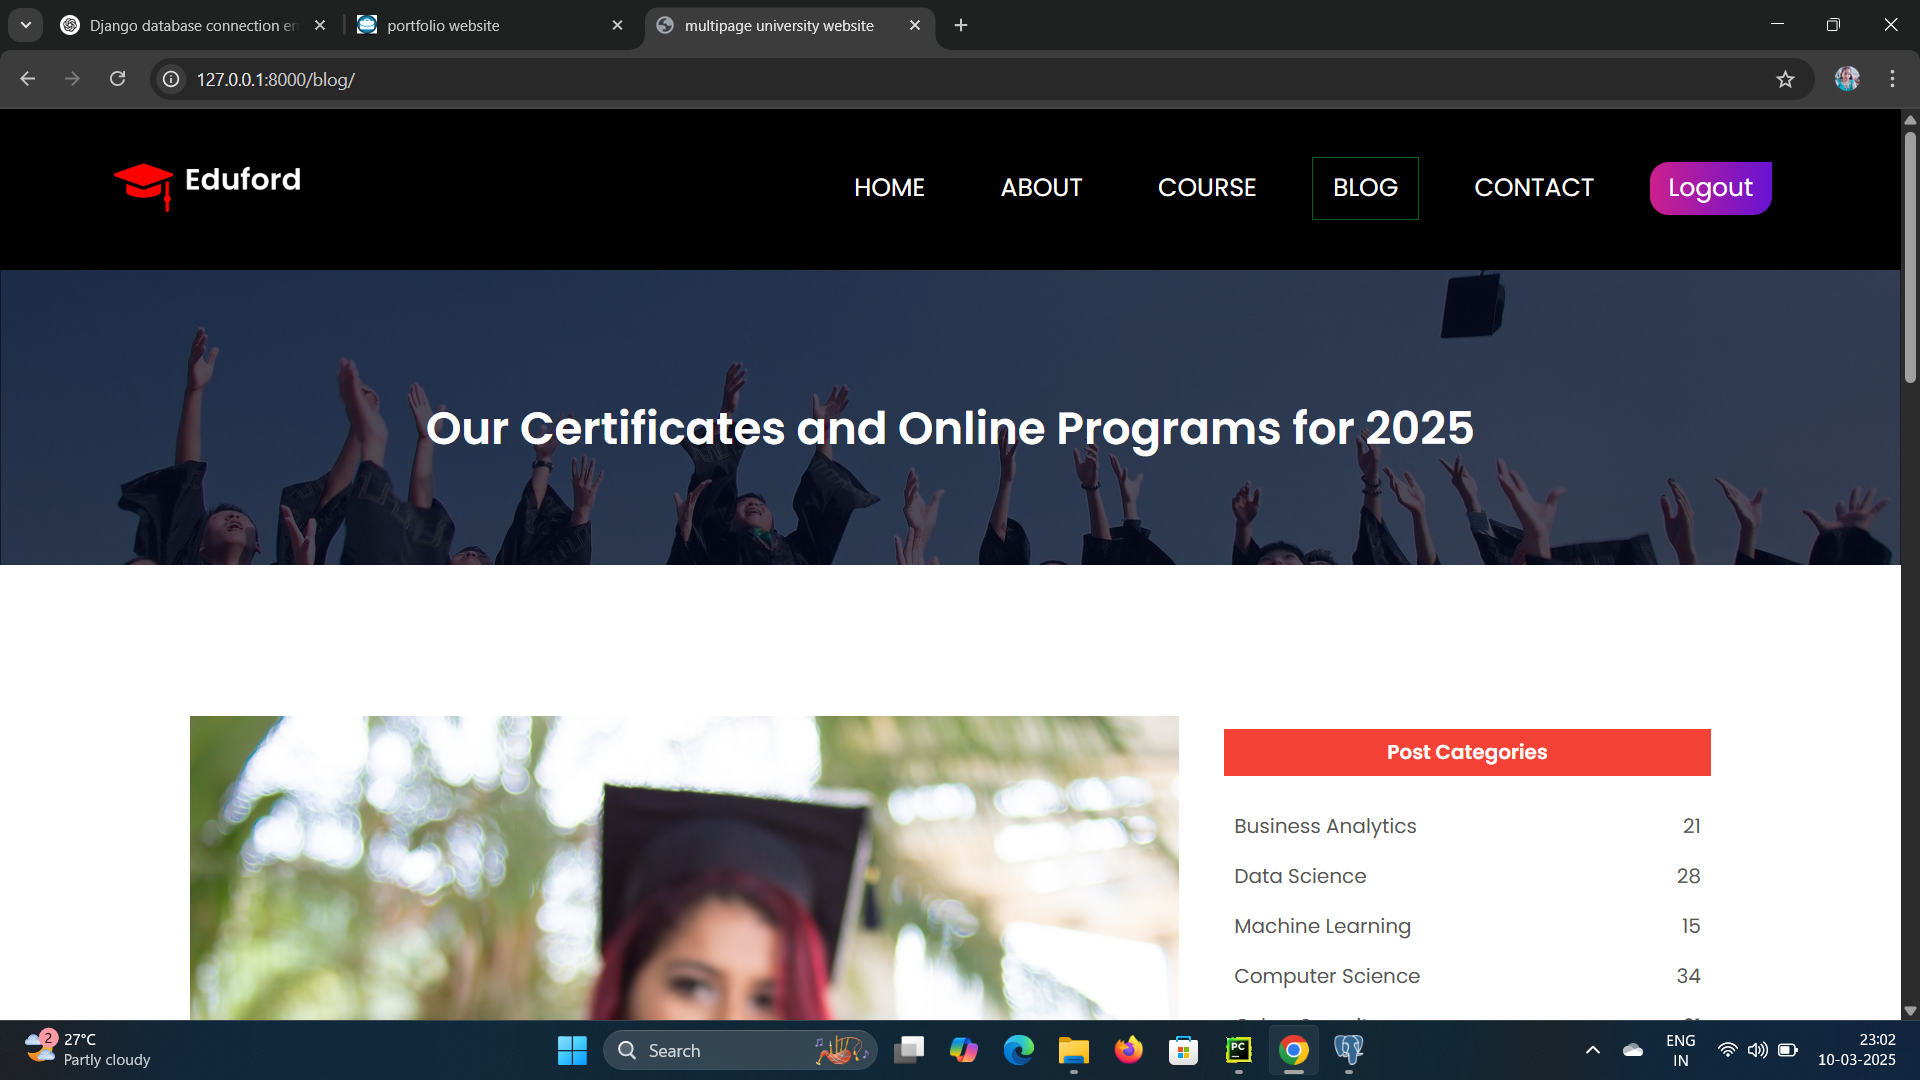 Django database connection er
portfolio website
multipage university website
127.0.0.1:8000/blog/
Eduford
HOME
ABOUT
COURSE
BLOG
CONTACT
Logout
Our Certificates and Online Programs for 2025
Post Categories
Business Analytics 21
Data Science 28
Machine Learning 15
Computer Science 34
2
27°C
Partly cloudy
Search
PC
ENG
IN
23:02
10-03-2025